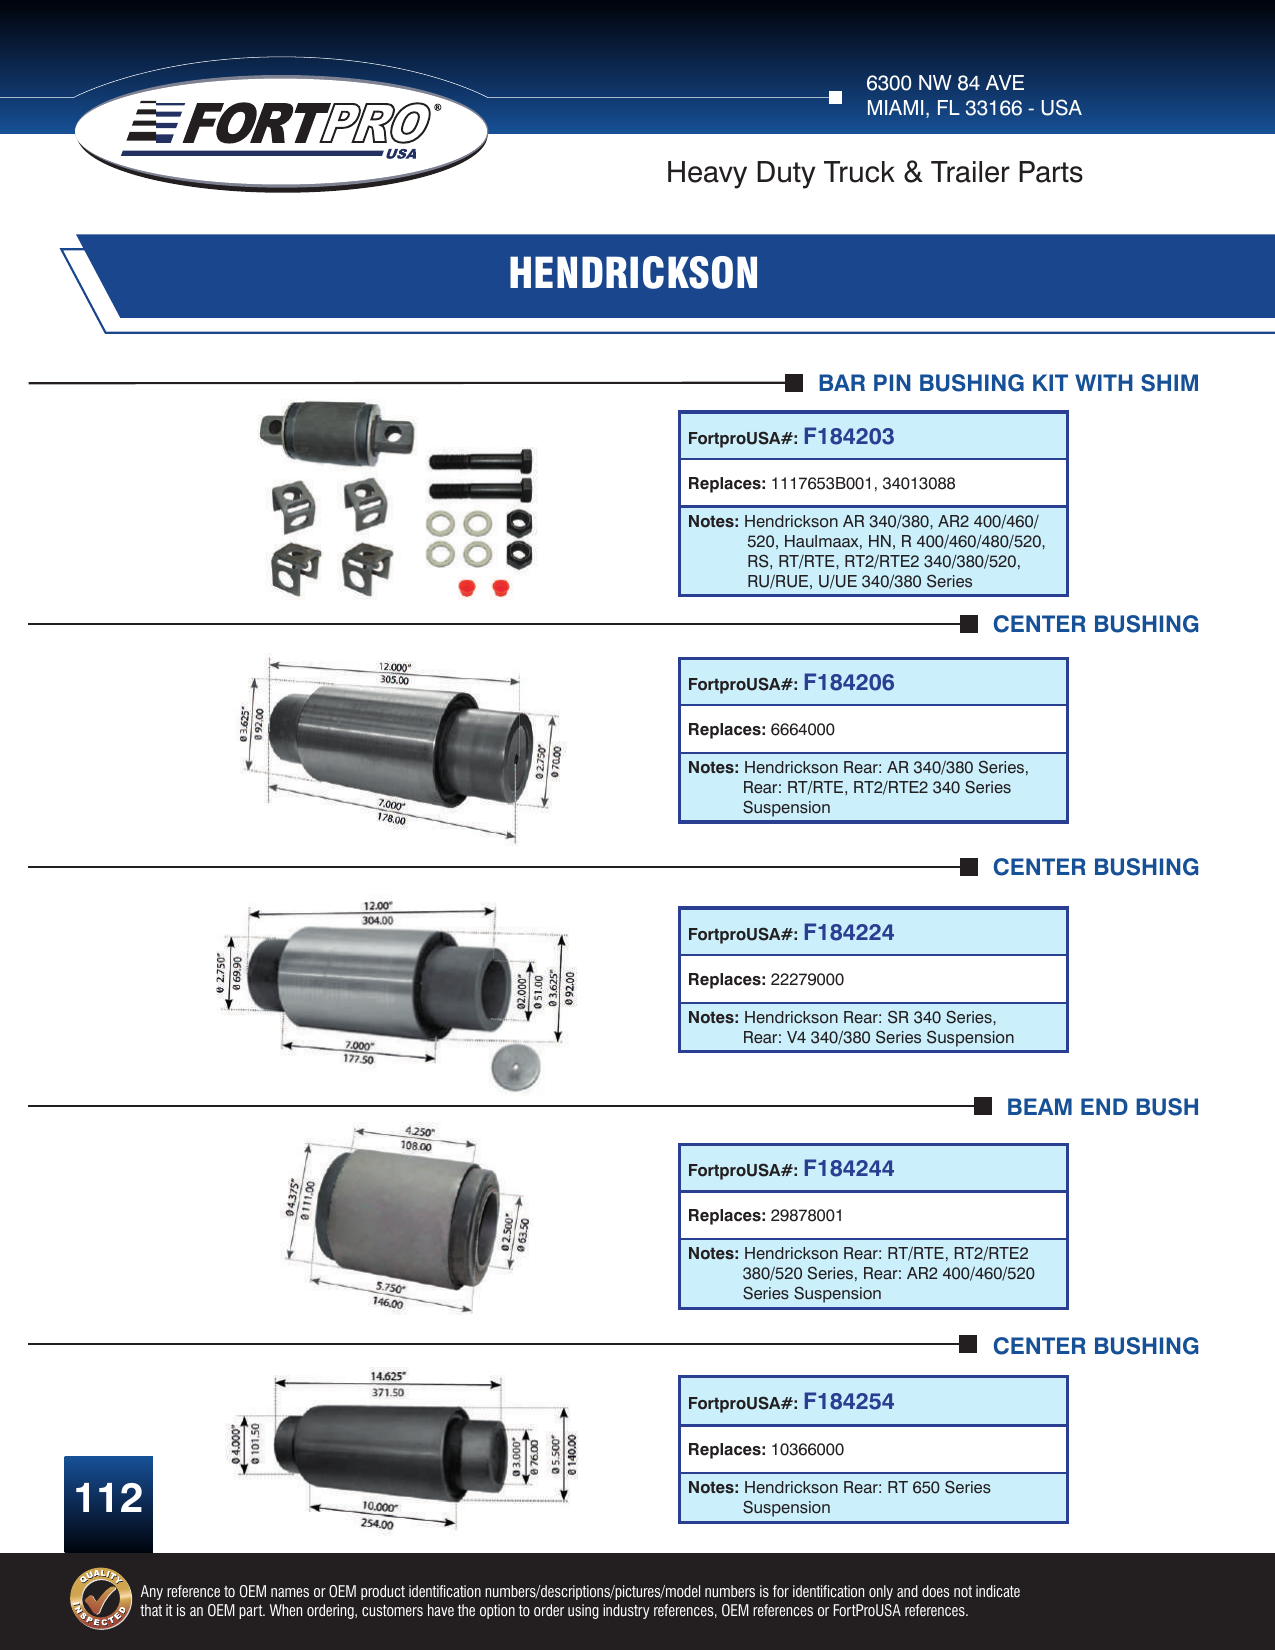 6300 NW 84 AVE
MIAMI, FL 33166 - USA
FORTPRO®
USA
Heavy Duty Truck & Trailer Parts
HENDRICKSON
BAR PIN BUSHING KIT WITH SHIM
FortproUSA#: F184203
Replaces: 1117653B001, 34013088
Notes: Hendrickson AR 340/380, AR2 400/460/
520, Haulmaax, HN, R 400/460/480/520,
RS, RT/RTE, RT2/RTE2 340/380/520,
RU/RUE, U/UE 340/380 Series
CENTER BUSHING
12.000"
305.00
Ø 3.625"
Ø 92.00
Ø 2.750"
Ø 70.00
7.000"
178.00
FortproUSA#: F184206
Replaces: 6664000
Notes: Hendrickson Rear: AR 340/380 Series,
Rear: RT/RTE, RT2/RTE2 340 Series
Suspension
CENTER BUSHING
12.00"
304.00
Ø 2.750"
Ø 69.90
Ø2.000"
Ø 51.00
Ø 3.625"
Ø 92.00
7.000"
177.50
FortproUSA#: F184224
Replaces: 22279000
Notes: Hendrickson Rear: SR 340 Series,
Rear: V4 340/380 Series Suspension
BEAM END BUSH
4.250"
108.00
Ø 4.375"
Ø 111.00
Ø 2.500"
Ø 63.50
5.750"
146.00
FortproUSA#: F184244
Replaces: 29878001
Notes: Hendrickson Rear: RT/RTE, RT2/RTE2
380/520 Series, Rear: AR2 400/460/520
Series Suspension
CENTER BUSHING
14.625"
371.50
Ø 4.000"
Ø 101.50
Ø 3.000"
Ø 76.00
Ø 5.500"
Ø 140.00
10.000"
254.00
FortproUSA#: F184254
Replaces: 10366000
Notes: Hendrickson Rear: RT 650 Series
Suspension
112
QUALITY
INSPECTED
Any reference to OEM names or OEM product identification numbers/descriptions/pictures/model numbers is for identification only and does not indicate
that it is an OEM part. When ordering, customers have the option to order using industry references, OEM references or FortProUSA references.